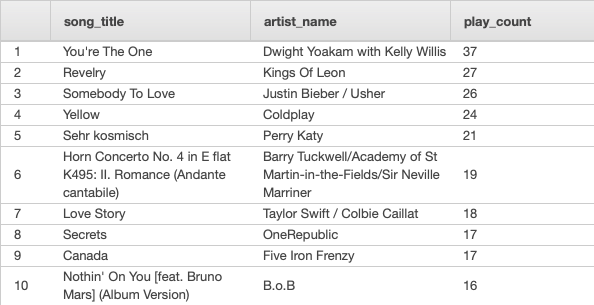 song_title artist_name play_count
1 You're The One Dwight Yoakam with Kelly Willis 37
2 Revelry Kings Of Leon 27
3 Somebody To Love Justin Bieber / Usher 26
4 Yellow Coldplay 24
5 Sehr kosmisch Perry Katy 21
Horn Concerto No. 4 in E flat Barry Tuckwell/Academy of St
6 K495: II. Romance (Andante Martin-in-the-Fields/Sir Neville 19
cantabile) Marriner
7 Love Story Taylor Swift / Colbie Caillat 18
8 Secrets OneRepublic 17
9 Canada Five Iron Frenzy 17
Nothin' On You [feat. Bruno
10 Mars] (Album Version) B.o.B 16